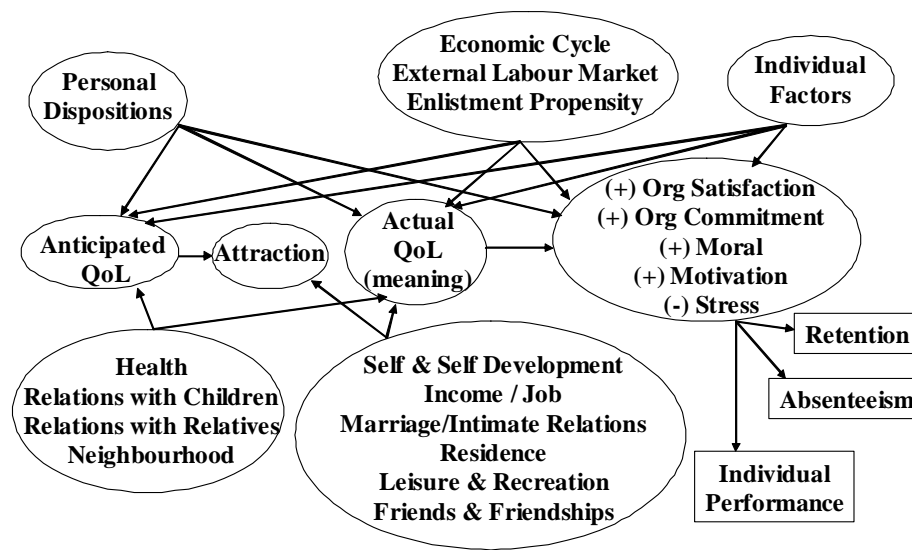 Economic Cycle
External Labour Market
Enlistment Propensity
Personal
Dispositions
Individual
Factors
Anticipated
QoL
Attraction
Actual
QoL
(meaning)
(+) Org Satisfaction
(+) Org Commitment
(+) Moral
(+) Motivation
(-) Stress
Health
Relations with Children
Relations with Relatives
Neighbourhood
Self & Self Development
Income / Job
Marriage/Intimate Relations
Residence
Leisure & Recreation
Friends & Friendships
Retention
Absenteeism
Individual
Performance